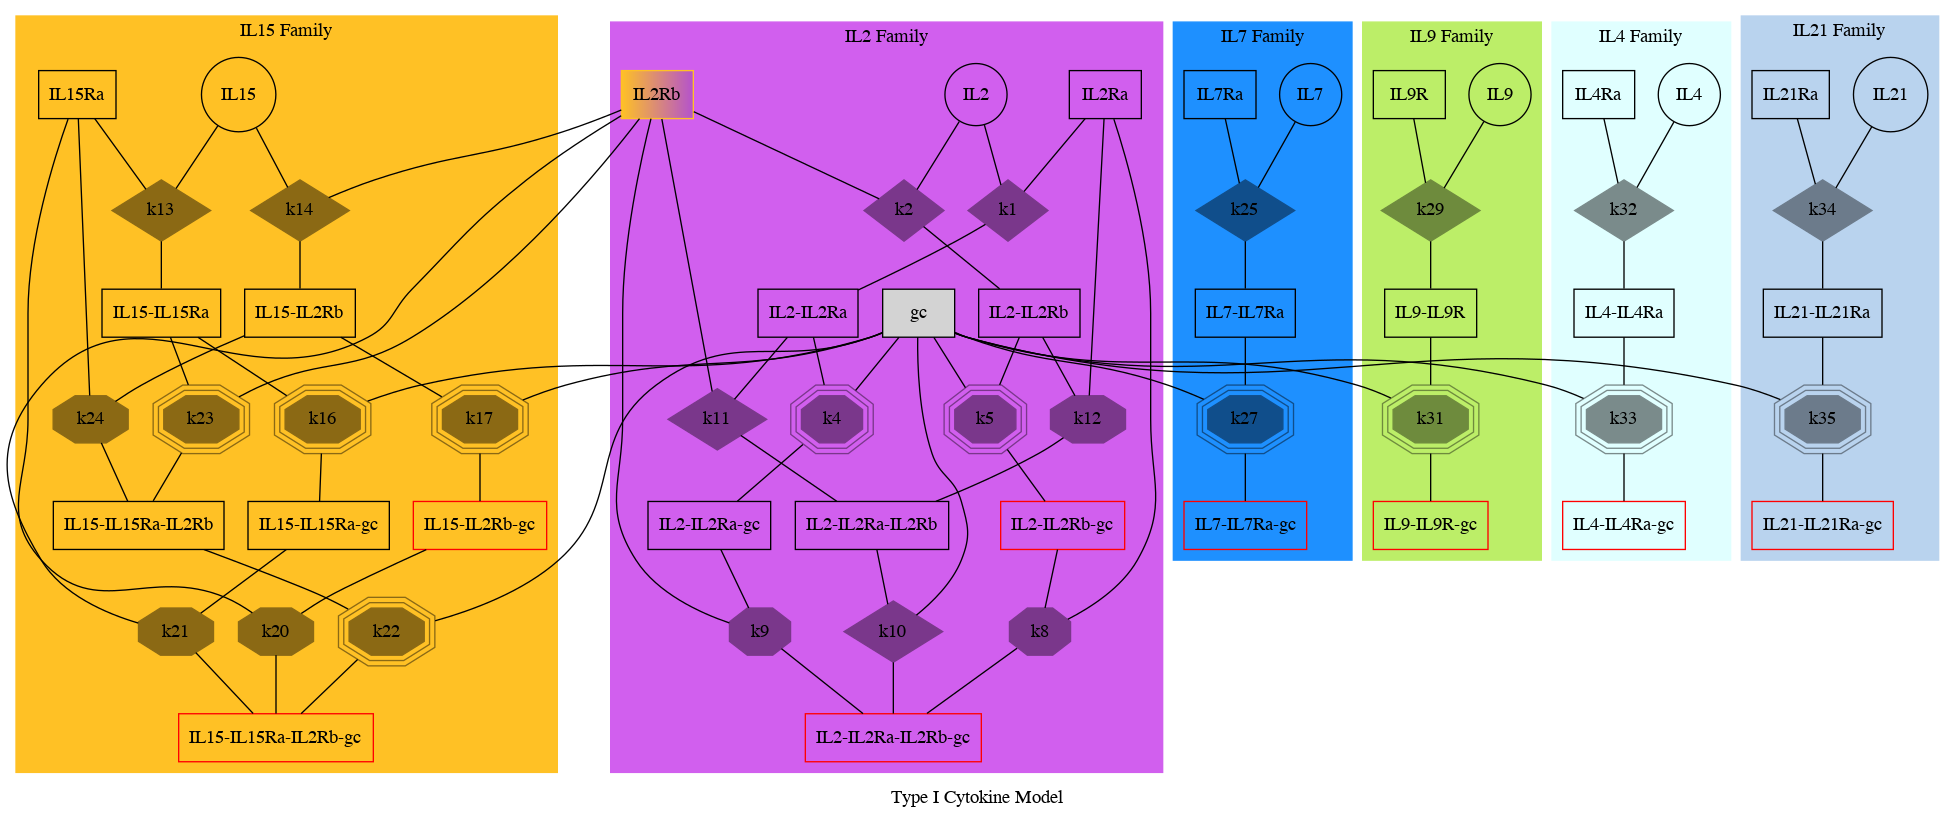 IL15 Family
IL2 Family
IL7 Family
IL9 Family
IL4 Family
IL21 Family
IL15Ra
IL15
IL2Rb
IL2
IL2Ra
IL7Ra
IL7
IL9R
IL9
IL4Ra
IL4
IL21Ra
IL21
k13
k14
k2
k1
k25
k29
k32
k34
IL15-IL15Ra
IL15-IL2Rb
IL2-IL2Ra
gc
IL2-IL2Rb
IL7-IL7Ra
IL9-IL9R
IL4-IL4Ra
IL21-IL21Ra
k24
k23
k16
k17
k11
k4
k5
k12
k27
k31
k33
k35
IL15-IL15Ra-IL2Rb
IL15-IL15Ra-gc
IL15-IL2Rb-gc
IL2-IL2Ra-gc
IL2-IL2Ra-IL2Rb
IL2-IL2Rb-gc
IL7-IL7Ra-gc
IL9-IL9R-gc
IL4-IL4Ra-gc
IL21-IL21Ra-gc
k21
k20
k22
k9
k10
k8
IL15-IL15Ra-IL2Rb-gc
IL2-IL2Ra-IL2Rb-gc
Type I Cytokine Model